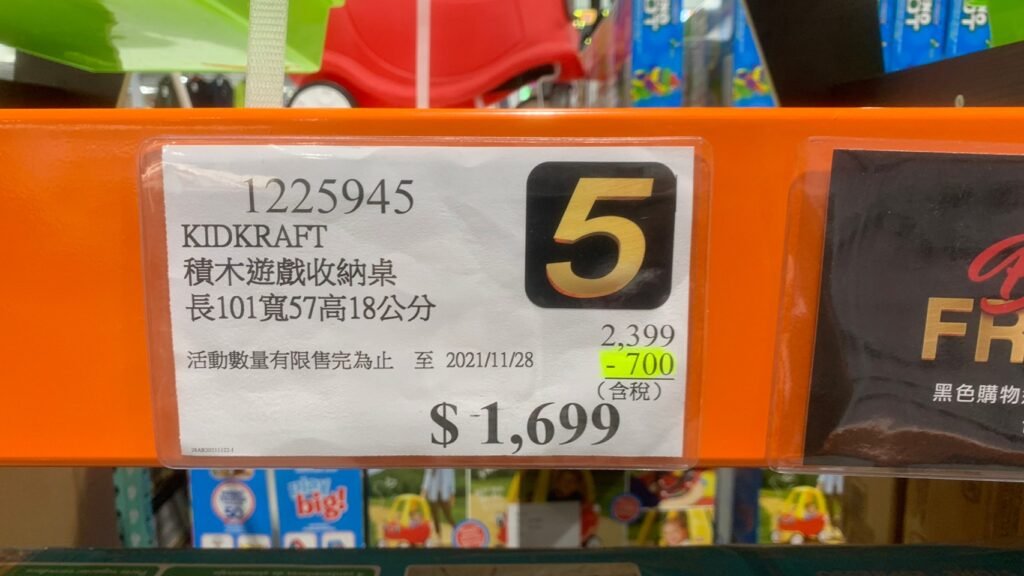 1225945
KIDKRAFT
積木遊戲收納桌
長101寬57高18公分
5
2,399
活動數量有限售完為止 至 2021/11/28
- 700
(含稅)
$ 1,699
FR
黑色購物
play
big!